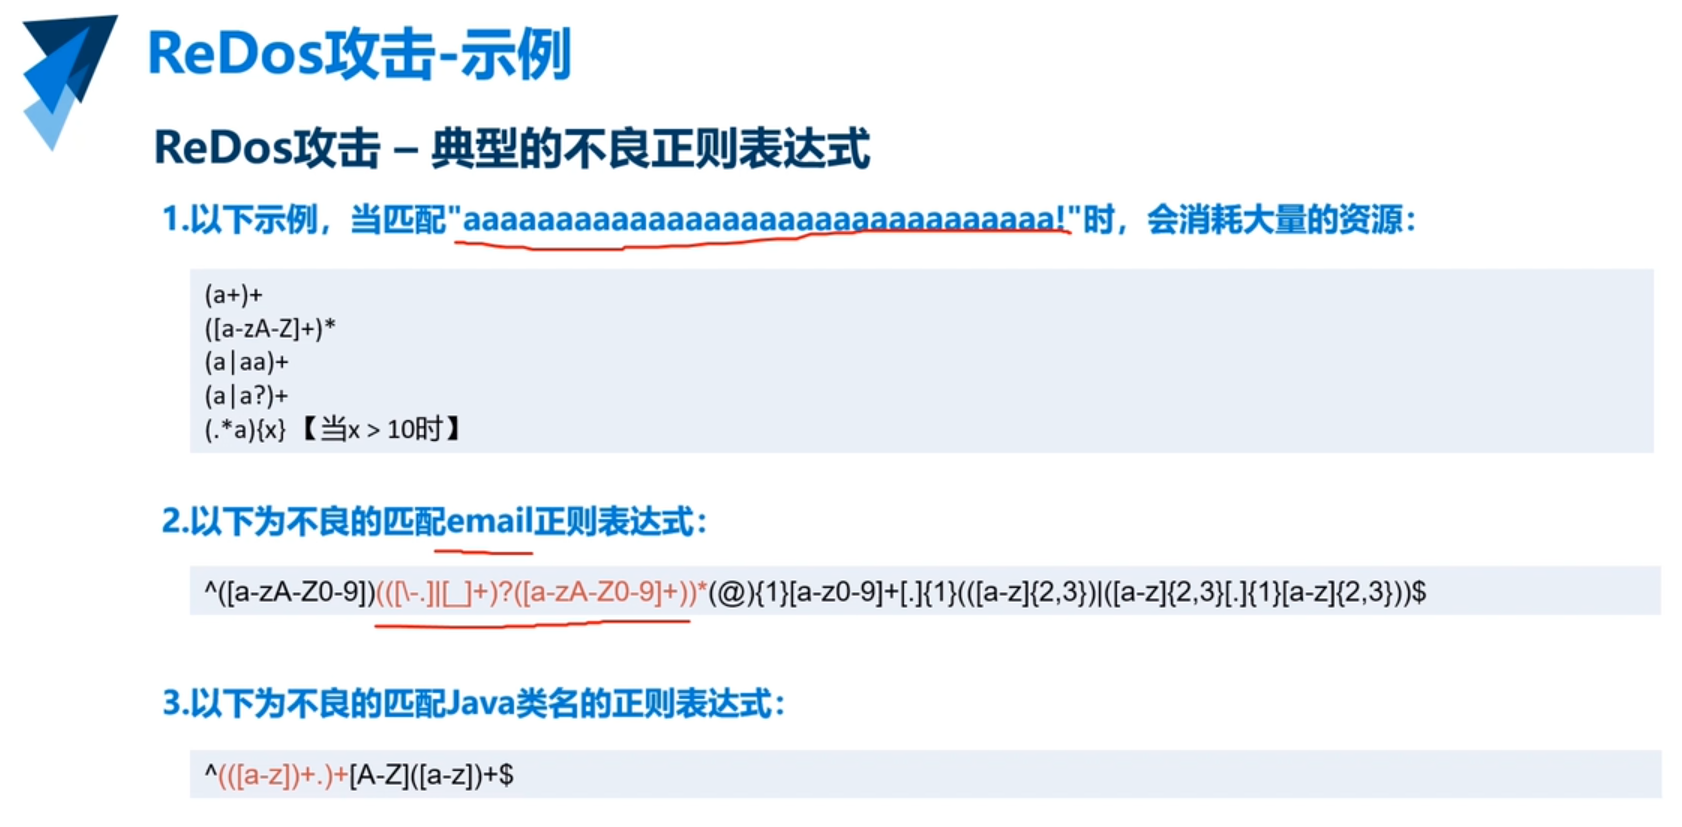 ReDos攻击-示例
ReDos攻击 – 典型的不良正则表达式
1.以下示例，当匹配"aaaaaaaaaaaaaaaaaaaaaaaaaaaaaaaa!"时，会消耗大量的资源：
(a+)+
([a-zA-Z]+)*
(a|aa)+
(a|a?)+
(.*a){x} 【当x > 10时】
2.以下为不良的匹配email正则表达式：
^([a-zA-Z0-9])(([\-.]|[_]+)?([a-zA-Z0-9]+))*(@){1}[a-z0-9]+[.]{1}(([a-z]{2,3})|([a-z]{2,3}[.]{1}[a-z]{2,3}))$
3.以下为不良的匹配Java类名的正则表达式：
^(([a-z])+.)+[A-Z]([a-z])+$